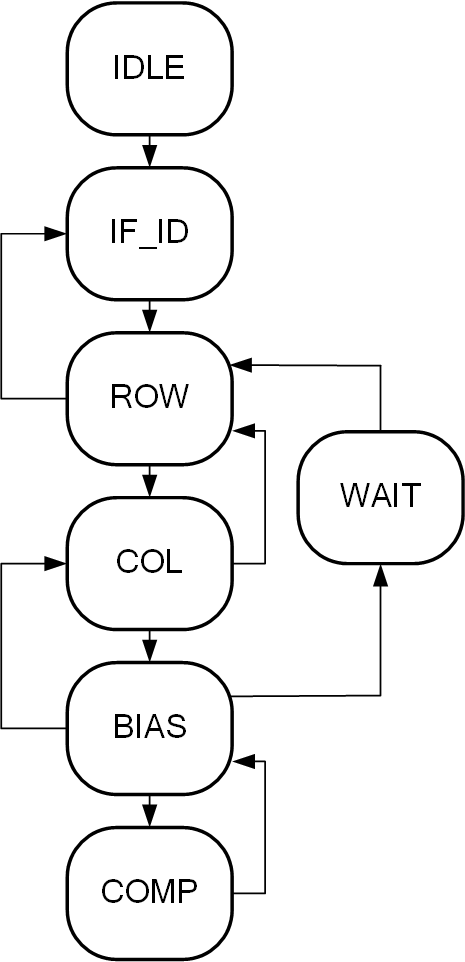 IDLE
IF_ID
ROW
WAIT
COL
BIAS
COMP